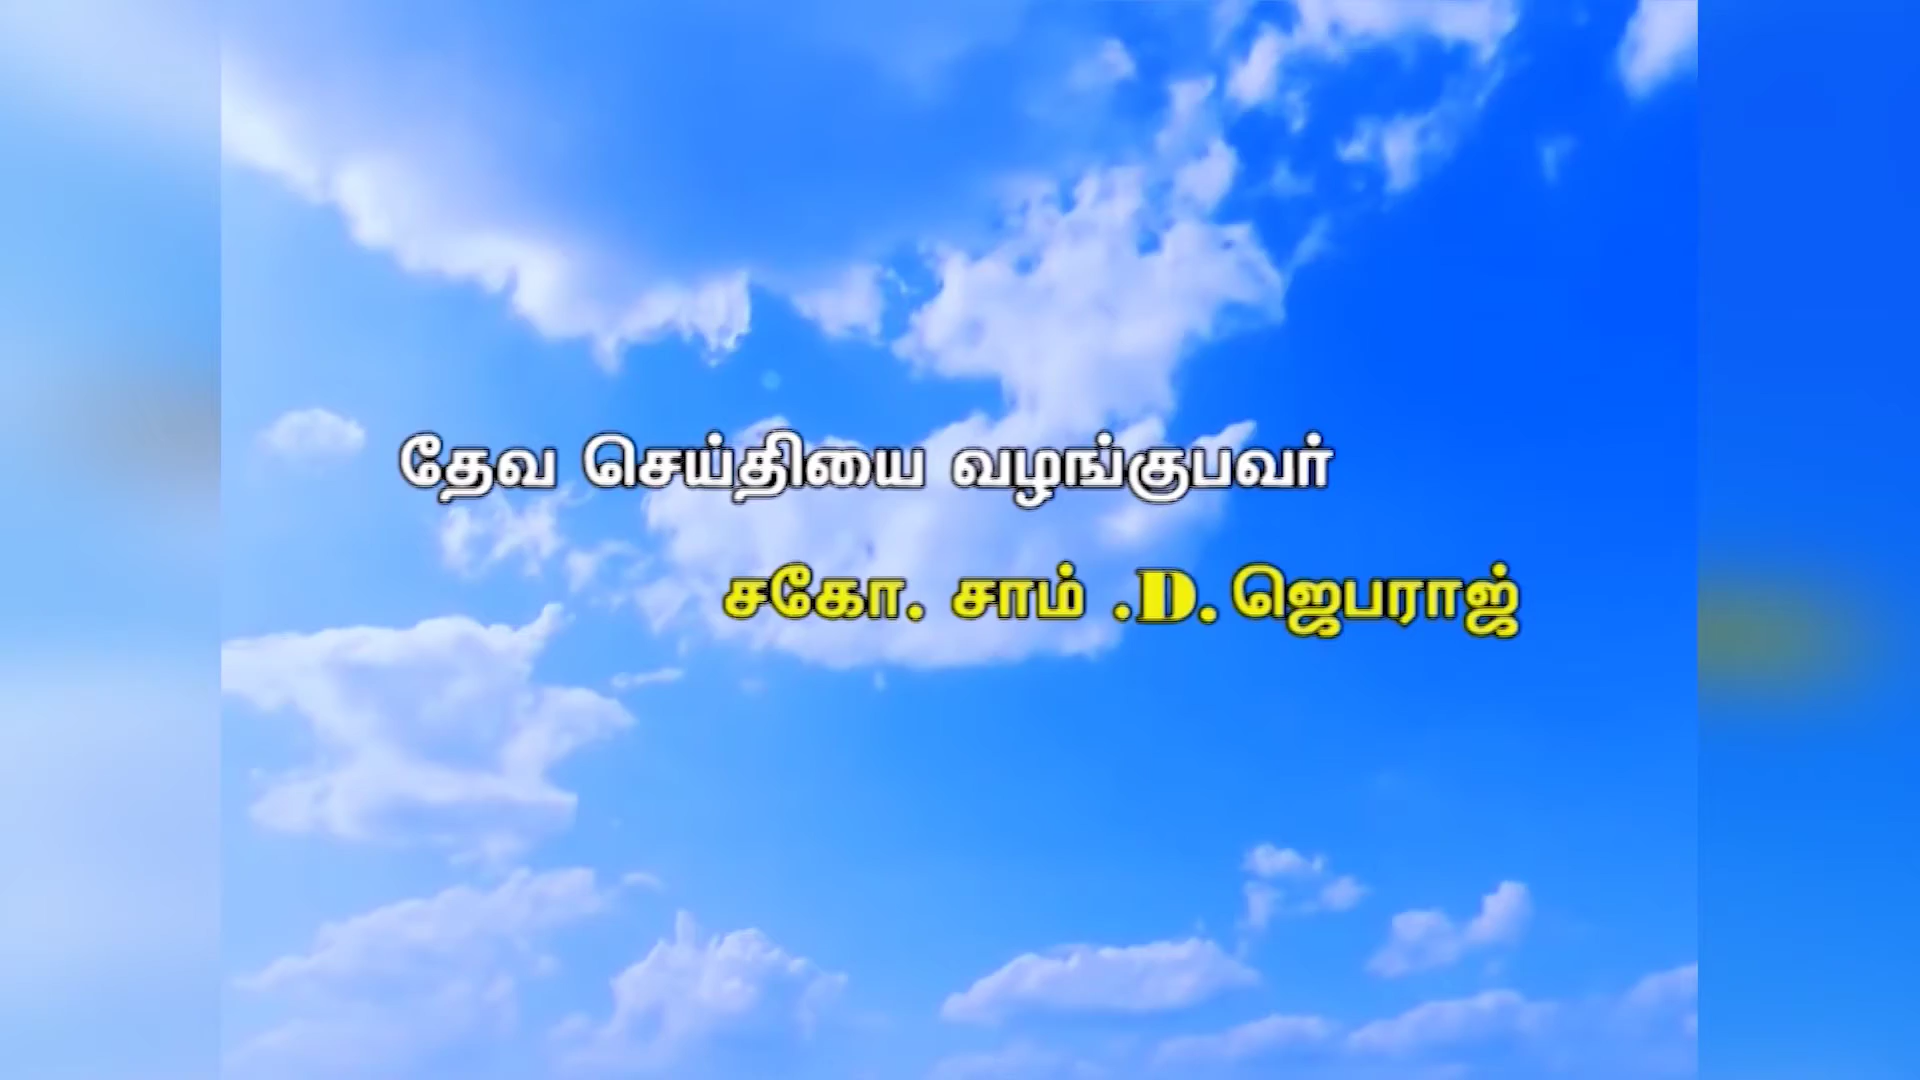 தேவ செய்தியை வழங்குபவர்
சகோ. சாம் .D. ஜெபராஜ்